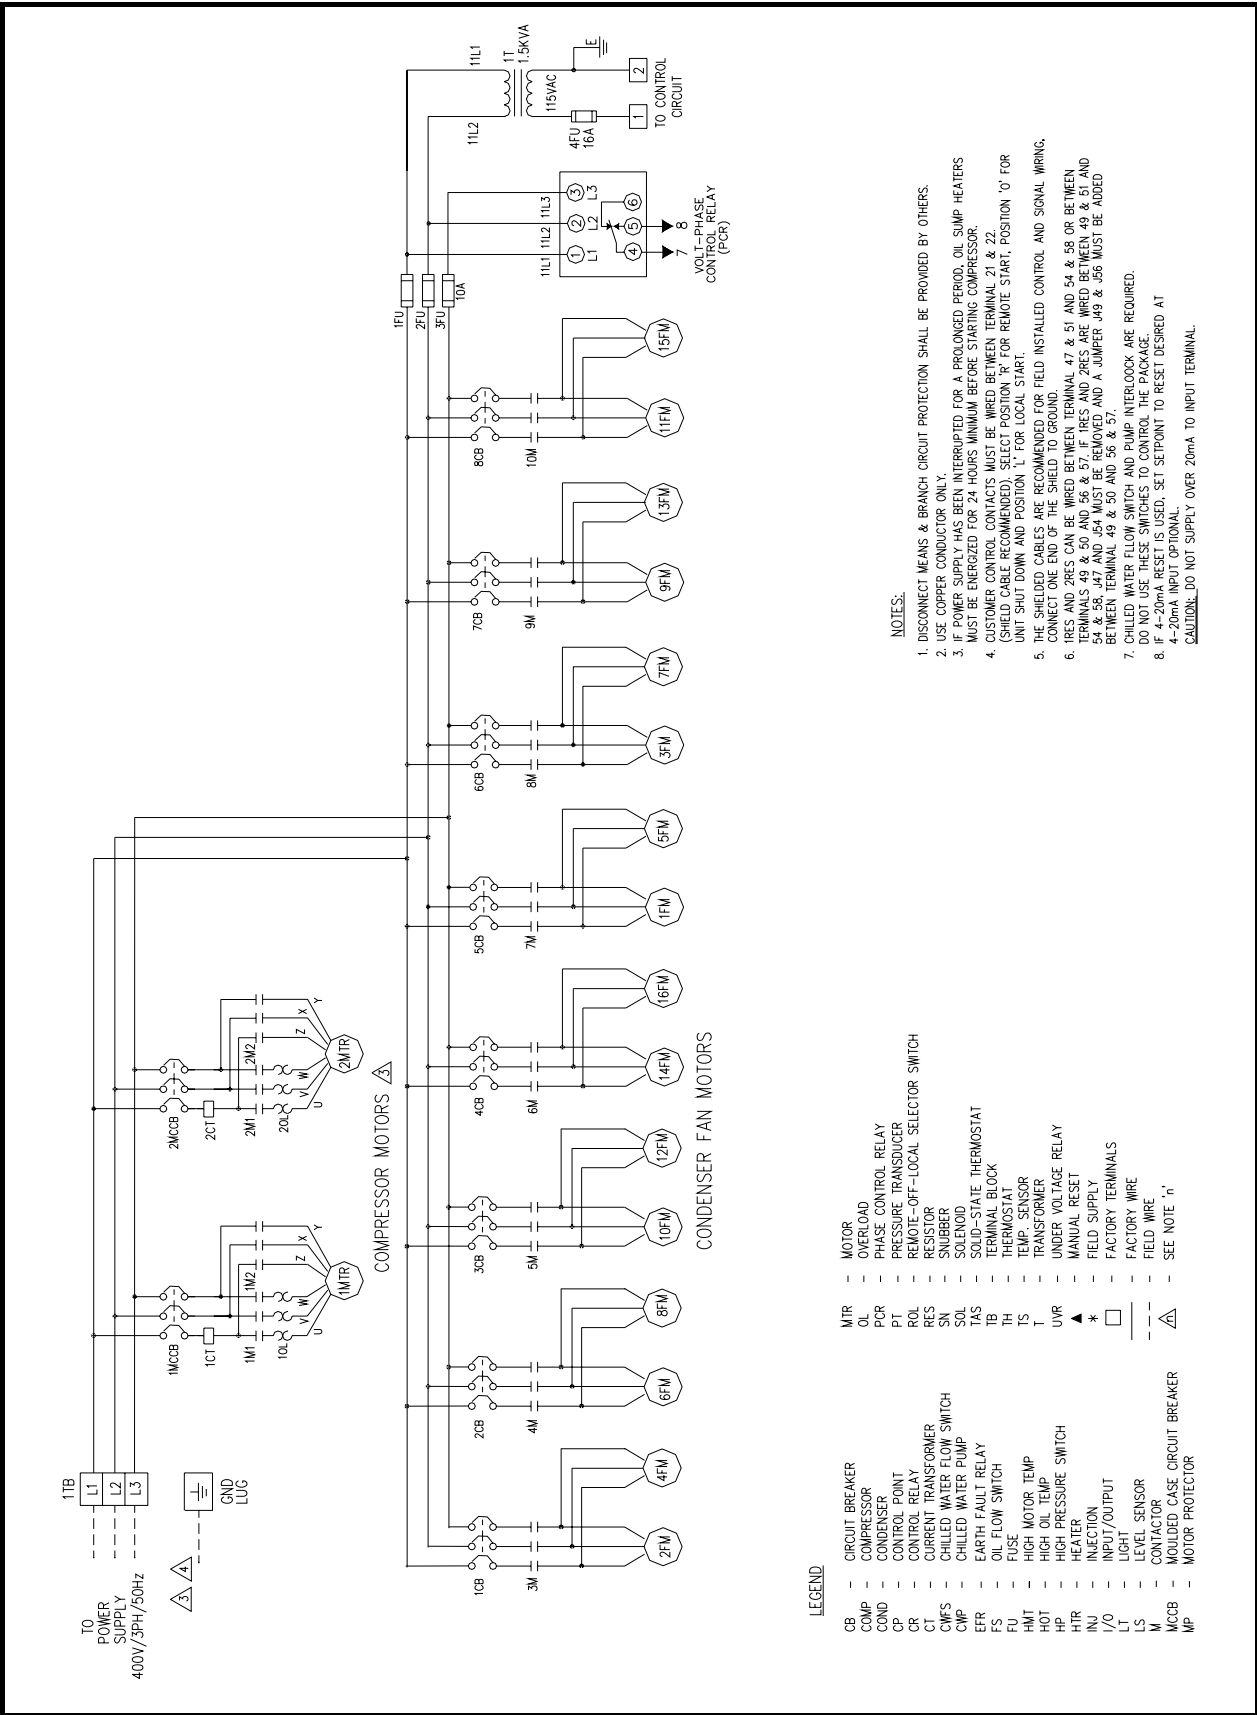 TO
POWER
SUPPLY
400V/3PH/50Hz
3
4
1TB
L1
L2
L3
GND
LUG
1MCCB
1CT
1M1
1OL
1M2
U
V
W
Z
X
Y
1MTR
2MCCB
2CT
2M1
2OL
2M2
U
V
W
Z
X
Y
2MTR
COMPRESSOR MOTORS
3
1CB
3M
2FM
4FM
2CB
4M
6FM
8FM
3CB
5M
10FM
12FM
4CB
6M
14FM
16FM
5CB
7M
1FM
5FM
6CB
8M
3FM
7FM
7CB
9M
9FM
13FM
8CB
10M
11FM
15FM
CONDENSER FAN MOTORS
1FU
2FU
3FU
10A
11L1
11L2
11L3
1
2
3
L1
L2
L3
4
5
6
7
8
VOLT-PHASE
CONTROL RELAY
(PCR)
11L2
11L1
1T
1.5KVA
115VAC
E
4FU
16A
1
2
TO CONTROL
CIRCUIT
LEGEND
CB - CIRCUIT BREAKER
COMP - COMPRESSOR
COND - CONDENSER
CP - CONTROL POINT
CR - CONTROL RELAY
CT - CURRENT TRANSFORMER
CWFS - CHILLED WATER FLOW SWITCH
CWP - CHILLED WATER PUMP
EFR - EARTH FAULT RELAY
FS - OIL FLOW SWITCH
FU - FUSE
HMT - HIGH MOTOR TEMP
HOT - HIGH OIL TEMP
HP - HIGH PRESSURE SWITCH
HTR - HEATER
INJ - INJECTION
I/O - INPUT/OUTPUT
LT - LIGHT
LS - LEVEL SENSOR
M - CONTACTOR
MCCB - MOULDED CASE CIRCUIT BREAKER
MP - MOTOR PROTECTOR
MTR - MOTOR
OL - OVERLOAD
PCR - PHASE CONTROL RELAY
PT - PRESSURE TRANSDUCER
ROL - REMOTE-OFF-LOCAL SELECTOR SWITCH
RES - RESISTOR
SN - SNUBBER
SOL - SOLENOID
TAS - SOLID-STATE THERMOSTAT
TB - TERMINAL BLOCK
TH - THERMOSTAT
TS - TEMP. SENSOR
T - TRANSFORMER
UVR - UNDER VOLTAGE RELAY
▲ - MANUAL RESET
* - FIELD SUPPLY
□ - FACTORY TERMINALS
- FACTORY WIRE
- FIELD WIRE
n - SEE NOTE 'n'
NOTES:
1. DISCONNECT MEANS & BRANCH CIRCUIT PROTECTION SHALL BE PROVIDED BY OTHERS.
2. USE COPPER CONDUCTOR ONLY.
3. IF POWER SUPPLY HAS BEEN INTERRUPTED FOR A PROLONGED PERIOD, OIL SUMP HEATERS
MUST BE ENERGIZED FOR 24 HOURS MINIMUM BEFORE STARTING COMPRESSOR.
4. CUSTOMER CONTROL CONTACTS MUST BE WIRED BETWEEN TERMINAL 21 & 22.
(SHIELD CABLE RECOMMENDED). SELECT POSITION 'R' FOR REMOTE START, POSITION 'O' FOR
UNIT SHUT DOWN AND POSITION 'L' FOR LOCAL START.
5. THE SHIELDED CABLES ARE RECOMMENDED FOR FIELD INSTALLED CONTROL AND SIGNAL WIRING,
CONNECT ONE END OF THE SHIELD TO GROUND.
6. 1RES AND 2RES CAN BE WIRED BETWEEN TERMINAL 47 & 51 AND 54 & 58 OR BETWEEN
TERMINALS 49 & 50 AND 56 & 57. IF 1RES AND 2RES ARE WIRED BETWEEN 49 & 51 AND
54 & 58, J47 AND J54 MUST BE REMOVED AND A JUMPER J49 & J56 MUST BE ADDED
BETWEEN TERMINAL 49 & 50 AND 56 & 57.
7. CHILLED WATER FLLOW SWITCH AND PUMP INTERLOOCK ARE REQUIRED.
DO NOT USE THESE SWITCHES TO CONTROL THE PACKAGE.
8. IF 4-20mA RESET IS USED, SET SETPOINT TO RESET DESIRED AT
4-20mA INPUT OPTIONAL.
CAUTION: DO NOT SUPPLY OVER 20mA TO INPUT TERMINAL.